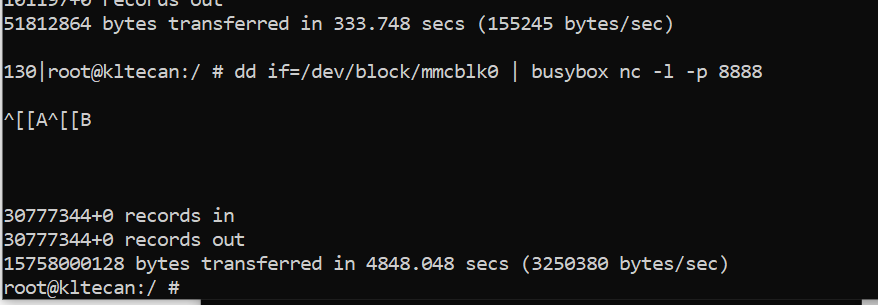 101197+0 records out
51812864 bytes transferred in 333.748 secs (155245 bytes/sec)
130|root@kltecan:/ # dd if=/dev/block/mmcblk0 | busybox nc -l -p 8888
^[[A^[[B
30777344+0 records in
30777344+0 records out
15758000128 bytes transferred in 4848.048 secs (3250380 bytes/sec)
root@kltecan:/ #